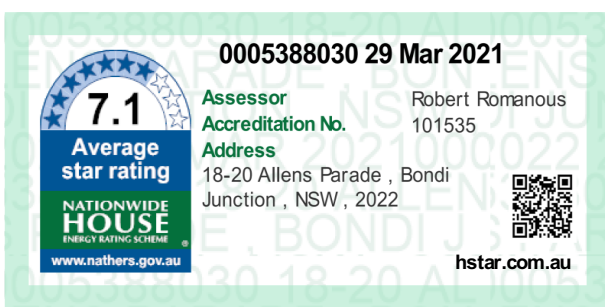 0005388030 29 Mar 2021
7.1
Average
star rating
NATIONWIDE
HOUSE
ENERGY RATING SCHEME
www.nathers.gov.au
Assessor Robert Romanous
Accreditation No. 101535
Address
18-20 Allens Parade , Bondi
Junction , NSW , 2022
hstar.com.au